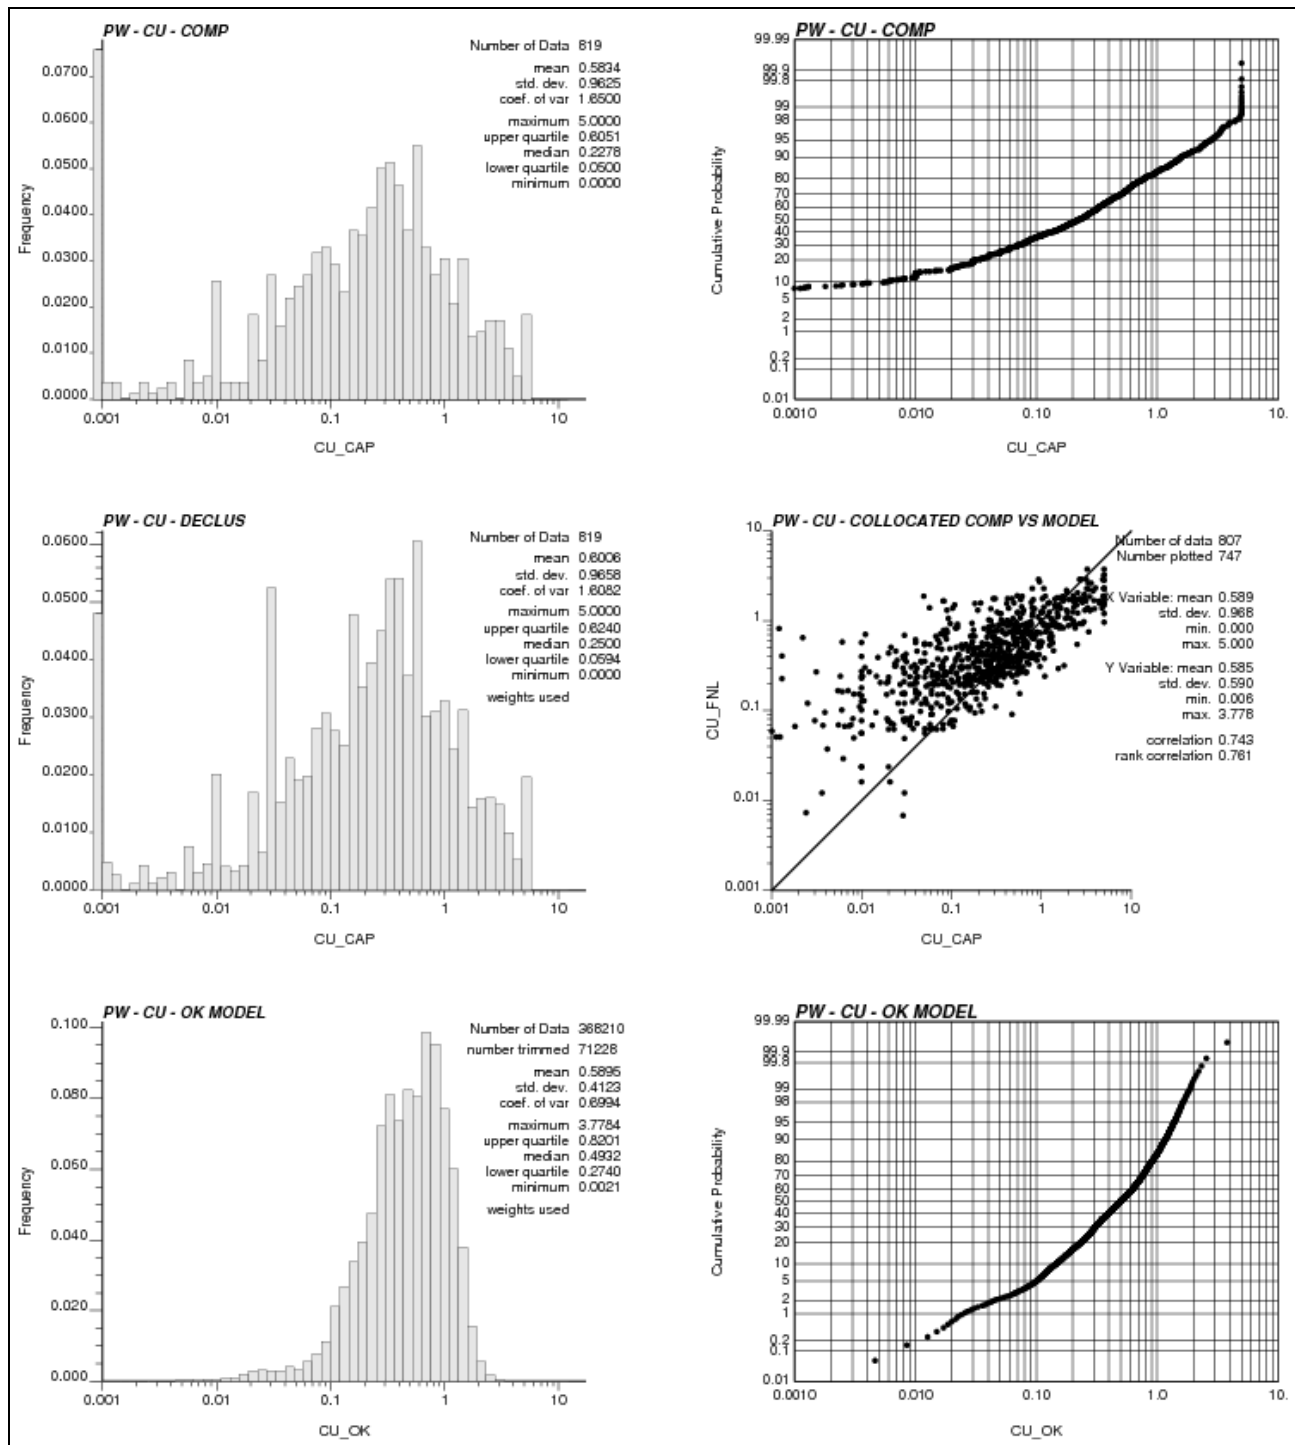 PW - CU - COMP
Number of Data 819
mean 0.5834
std. dev. 0.9625
coef. of var 1.6500
maximum 5.0000
upper quartile 0.6051
median 0.2278
lower quartile 0.0500
minimum 0.0000
Frequency
0.0700
0.0600
0.0500
0.0400
0.0300
0.0200
0.0100
0.0000
0.001 0.01 0.1 1 10
CU_CAP
PW - CU - COMP
Cumulative Probability
99.99
99.9
99.8
99
98
95
90
80
70
60
50
40
30
20
10
5
2
1
0.2
0.1
0.01
0.0010 0.010 0.10 1.0 10.
CU_CAP
PW - CU - DECLUS
Number of Data 819
mean 0.6006
std. dev. 0.9658
coef. of var 1.6082
maximum 5.0000
upper quartile 0.6240
median 0.2500
lower quartile 0.0594
minimum 0.0000
weights used
Frequency
0.0600
0.0500
0.0400
0.0300
0.0200
0.0100
0.0000
0.001 0.01 0.1 1 10
CU_CAP
PW - CU - COLLOCATED COMP VS MODEL
Number of data 807
Number plotted 747
X Variable: mean 0.589
std. dev. 0.968
min. 0.000
max. 5.000
Y Variable: mean 0.585
std. dev. 0.590
min. 0.006
max. 3.778
correlation 0.743
rank correlation 0.761
CU_FNL
10
1
0.1
0.01
0.001
0.001 0.01 0.1 1 10
CU_CAP
PW - CU - OK MODEL
Number of Data 368210
number trimmed 71228
mean 0.5895
std. dev. 0.4123
coef. of var 0.6994
maximum 3.7784
upper quartile 0.8201
median 0.4932
lower quartile 0.2740
minimum 0.0021
weights used
Frequency
0.100
0.080
0.060
0.040
0.020
0.000
0.001 0.01 0.1 1 10
CU_OK
PW - CU - OK MODEL
Cumulative Probability
99.99
99.9
99.8
99
98
95
90
80
70
60
50
40
30
20
10
5
2
1
0.2
0.1
0.01
0.0010 0.010 0.10 1.0 10.
CU_OK